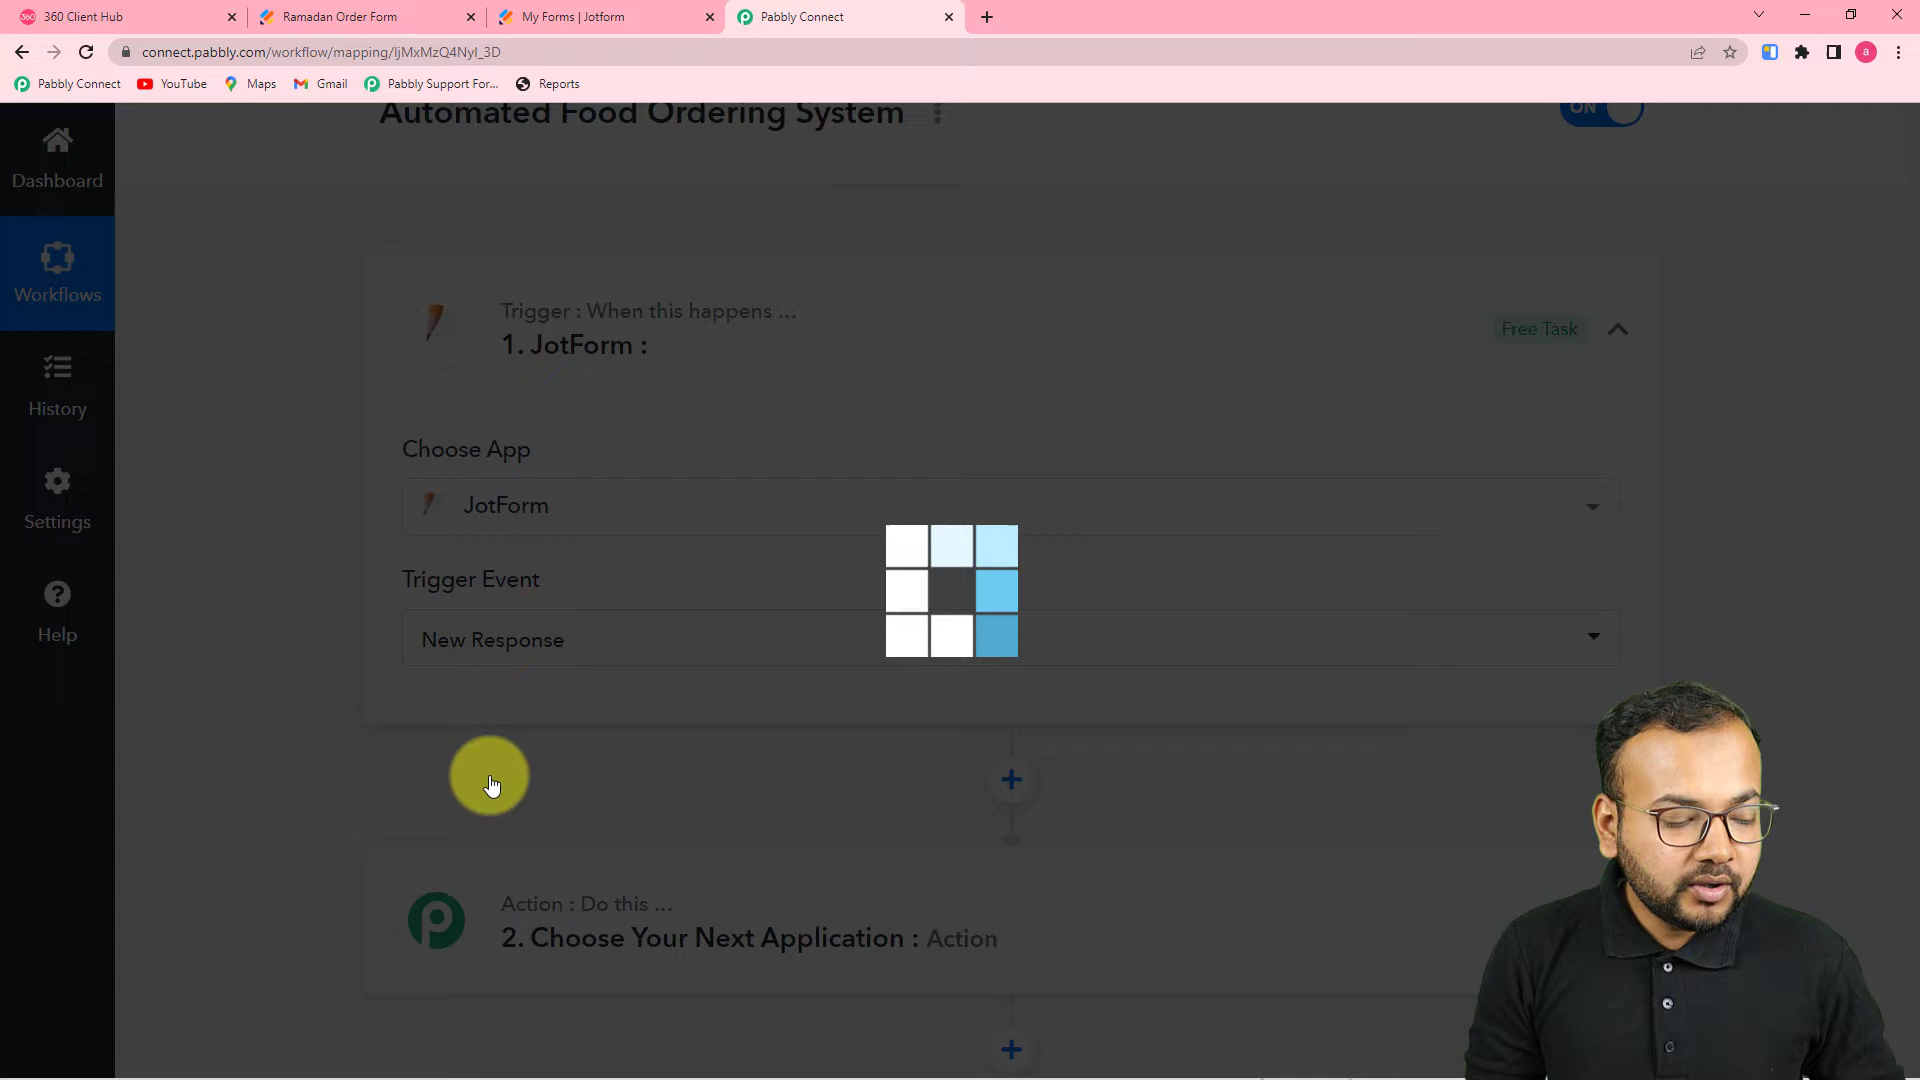 360 Client Hub
Ramadan Order Form
My Forms | Jotform
Pabbly Connect
connect.pabbly.com/workflow/mapping/IjMxMzQ4NyI_3D
a
Pabbly Connect
YouTube
Maps
Gmail
Pabbly Support For...
Reports
Automated Food Ordering System
ON
Dashboard
Workflows
History
Settings
Help
Trigger : When this happens ...
1. JotForm :
Free Task
Choose App
JotForm
Trigger Event
New Response
Action : Do this ...
2. Choose Your Next Application : Action